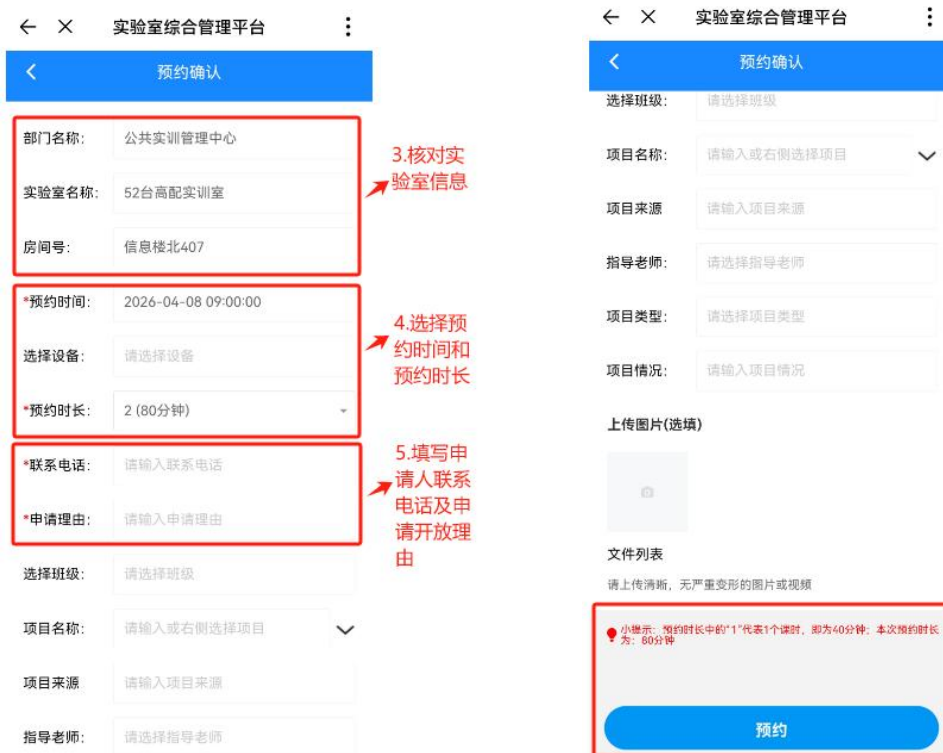 实验室综合管理平台
预约确认
部门名称: 公共实训管理中心
实验室名称: 52台高配实训室
房间号: 信息楼北407
*预约时间: 2026-04-08 09:00:00
选择设备: 请选择设备
*预约时长: 2 (80分钟)
*联系电话: 请输入联系电话
*申请理由: 请输入申请理由
选择班级: 请选择班级
项目名称: 请输入或右侧选择项目
项目来源 请输入项目来源
指导老师: 请选择指导老师
3.核对实
验室信息
4.选择预
约时间和
预约时长
5.填写申
请人联系
电话及申
请开放理
由
实验室综合管理平台
预约确认
选择班级: 请选择班级
项目名称: 请输入或右侧选择项目
项目来源 请输入项目来源
指导老师: 请选择指导老师
项目类型: 请选择项目类型
项目情况: 请输入项目情况
上传图片(选填)
文件列表
请上传清晰，无严重变形的图片或视频
小提示: 预约时长中的"1"代表1个课时, 即为40分钟; 本次预约时长
为: 80分钟
预约